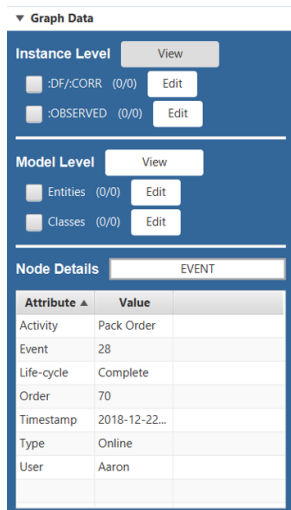 ▼ Graph Data
Instance Level View
:DF/:CORR (0/0) Edit
:OBSERVED (0/0) Edit
Model Level View
Entities (0/0) Edit
Classes (0/0) Edit
Node Details EVENT
Attribute ▲ Value
Activity Pack Order
Event 28
Life-cycle Complete
Order 70
Timestamp 2018-12-22...
Type Online
User Aaron